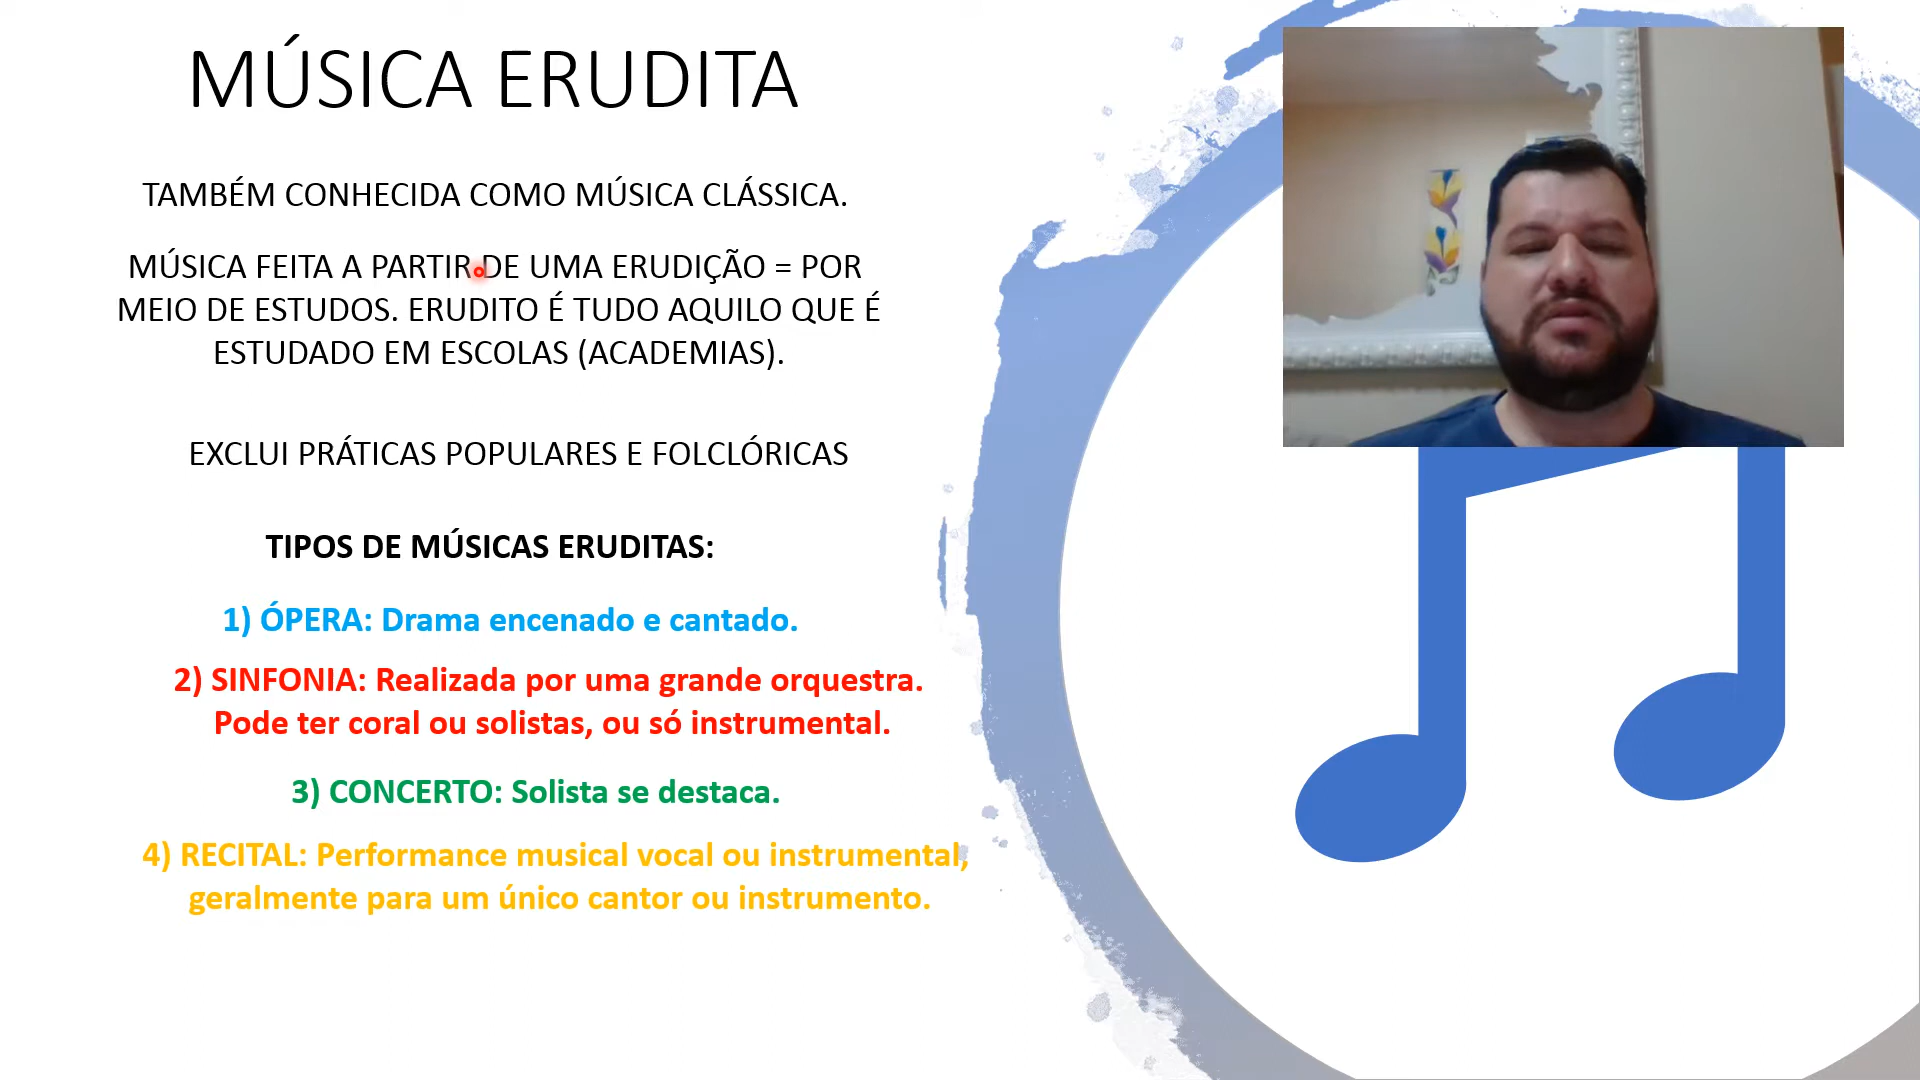 MÚSICA ERUDITA
TAMBÉM CONHECIDA COMO MÚSICA CLÁSSICA.
MÚSICA FEITA A PARTIR DE UMA ERUDIÇÃO = POR
MEIO DE ESTUDOS. ERUDITO É TUDO AQUILO QUE É
ESTUDADO EM ESCOLAS (ACADEMIAS).
EXCLUI PRÁTICAS POPULARES E FOLCLÓRICAS
TIPOS DE MÚSICAS ERUDITAS:
1) ÓPERA: Drama encenado e cantado.
2) SINFONIA: Realizada por uma grande orquestra.
Pode ter coral ou solistas, ou só instrumental.
3) CONCERTO: Solista se destaca.
4) RECITAL: Performance musical vocal ou instrumental,
geralmente para um único cantor ou instrumento.